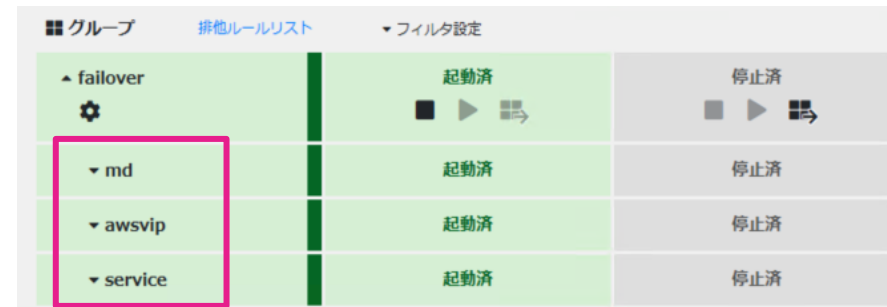 グループ 排他ルールリスト フィルタ設定
failover 起動済 停止済
md 起動済 停止済
awsvip 起動済 停止済
service 起動済 停止済